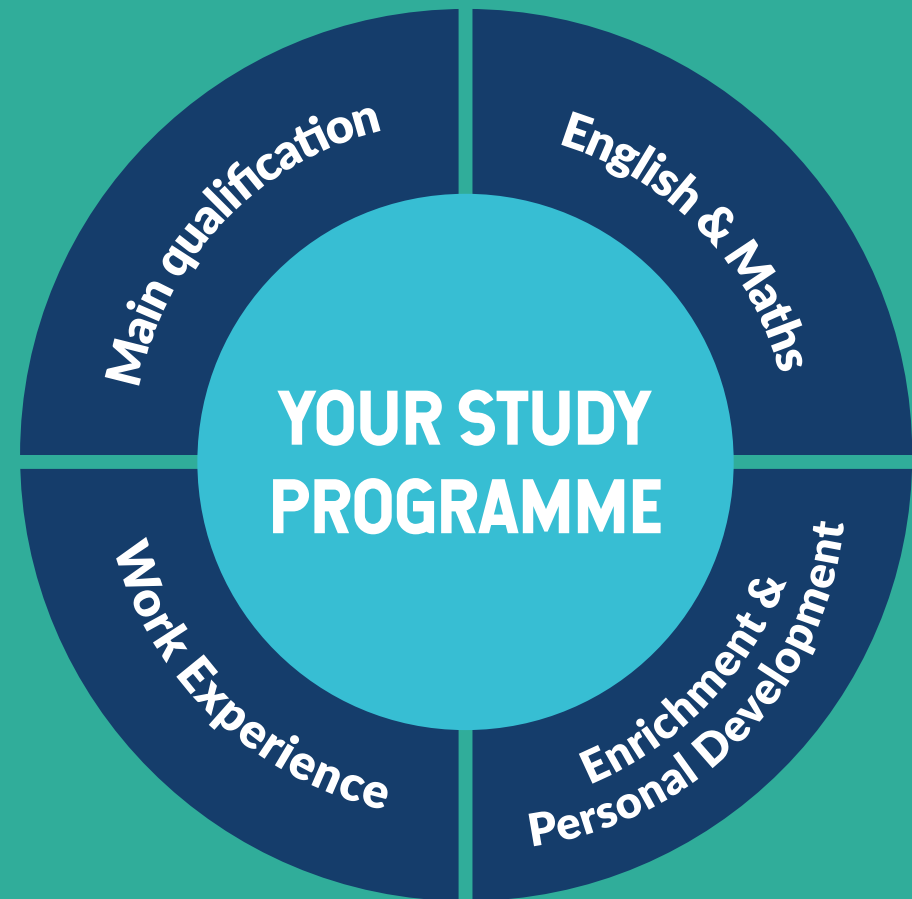 Main qualification
English & Maths
YOUR STUDY
PROGRAMME
Work Experience
Enrichment &
Personal Development